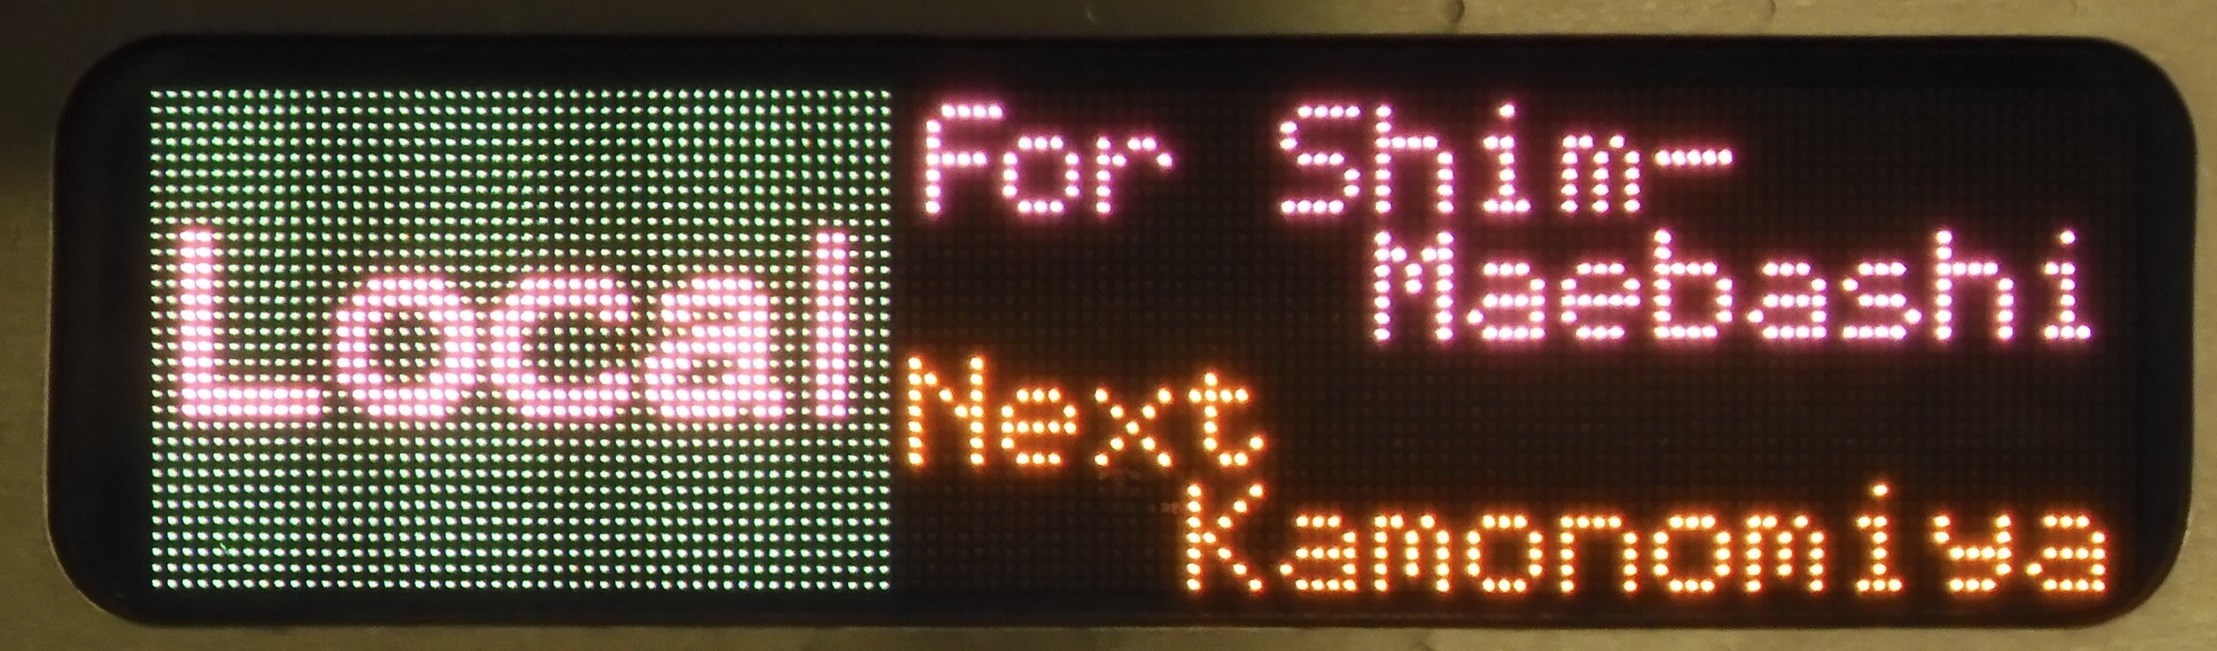 Local
For Shim-
Maebashi
Next
Kamonomiya